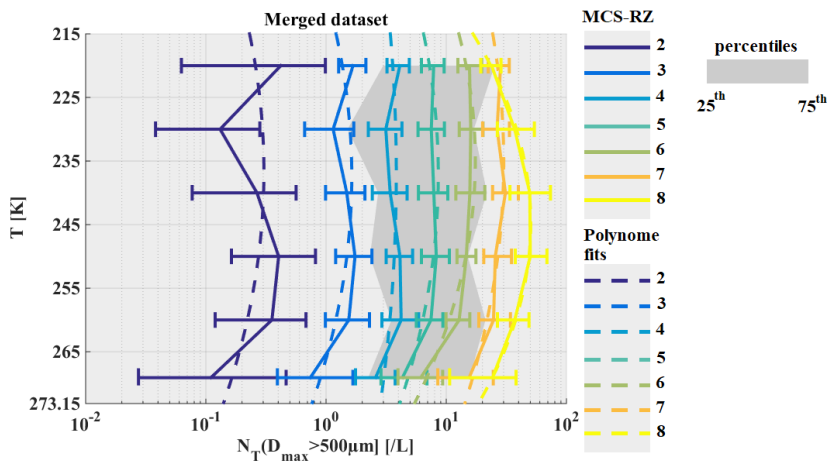 Merged dataset
215
225
235
245
255
265
273.15
T [K]
10^-2 10^-1 10^0 10^1 10^2
N_T(D_max>500µm] [/L]
MCS-RZ
2
3
4
5
6
7
8
Polynome
fits
2
3
4
5
6
7
8
percentiles
25^th 75^th